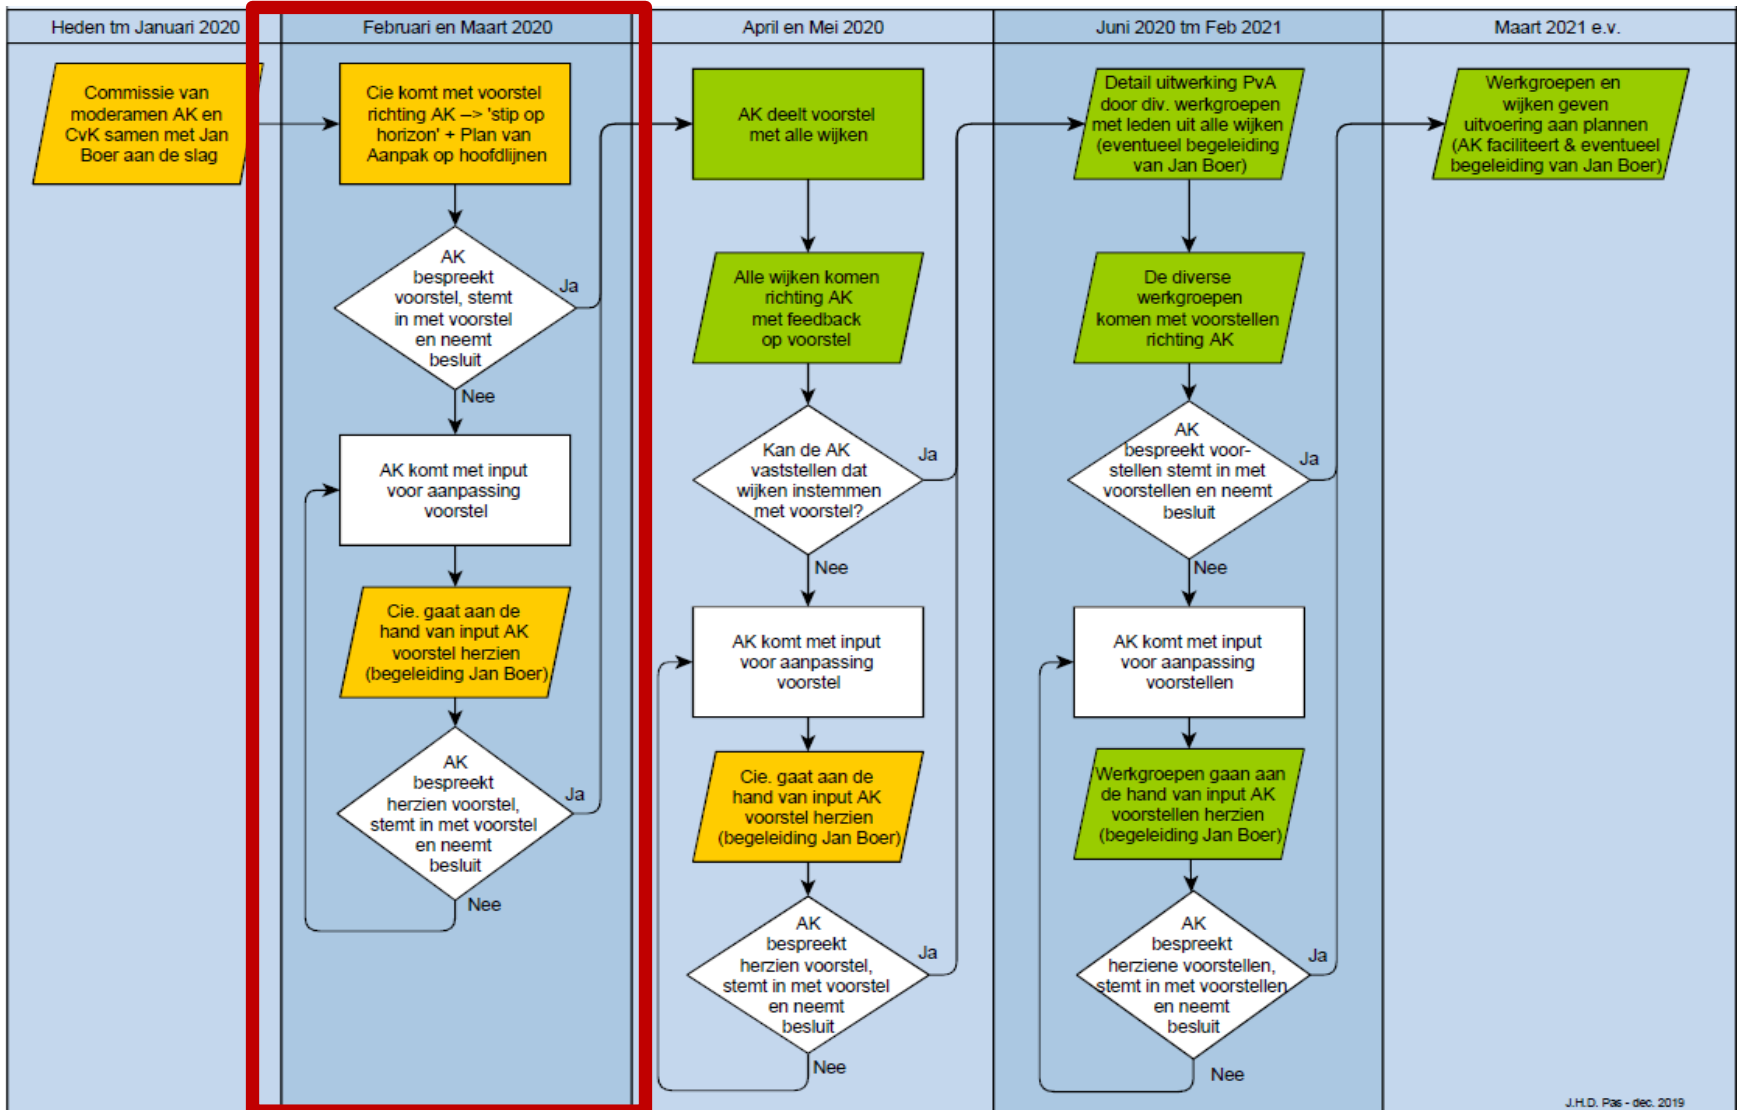 Heden tm Januari 2020
Februari en Maart 2020
April en Mei 2020
Juni 2020 tm Feb 2021
Maart 2021 e.v.
Commissie van
moderamen AK en
CvK samen met Jan
Boer aan de slag
Cie komt met voorstel
richting AK –> 'stip op
horizon' + Plan van
Aanpak op hoofdlijnen
AK
bespreekt
voorstel, stemt
in met voorstel
en neemt
besluit
Ja
Nee
AK komt met input
voor aanpassing
voorstel
Cie. gaat aan de
hand van input AK
voorstel herzien
(begeleiding Jan Boer)
AK
bespreekt
herzien voorstel,
stemt in met voorstel
en neemt
besluit
Ja
Nee
AK deelt voorstel
met alle wijken
Alle wijken komen
richting AK
met feedback
op voorstel
Kan de AK
vaststellen dat
wijken instemmen
met voorstel?
Ja
Nee
AK komt met input
voor aanpassing
voorstel
Cie. gaat aan de
hand van input AK
voorstel herzien
(begeleiding Jan Boer)
AK
bespreekt
herzien voorstel,
stemt in met voorstel
en neemt
besluit
Ja
Nee
Detail uitwerking PvA
door div. werkgroepen
met leden uit alle wijken
(eventueel begeleiding
van Jan Boer)
De diverse
werkgroepen
komen met voorstellen
richting AK
AK
bespreekt voor-
stellen stemt in met
voorstellen en neemt
besluit
Ja
Nee
AK komt met input
voor aanpassing
voorstellen
Werkgroepen gaan aan
de hand van input AK
voorstellen herzien
(begeleiding Jan Boer)
AK
bespreekt
herziene voorstellen,
stemt in met voorstellen
en neemt
besluit
Ja
Nee
Werkgroepen en
wijken geven
uitvoering aan plannen
(AK faciliteert & eventueel
begeleiding van Jan Boer)
J.H.D. Pas - dec. 2019